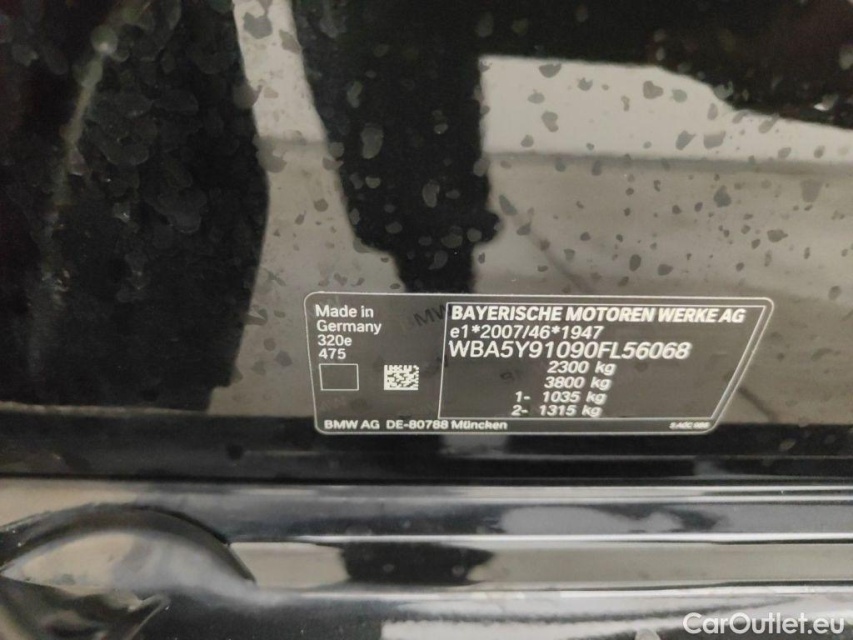 Made in
Germany
320e
475
BMW AG DE-80788 München
BAYERISCHE MOTOREN WERKE AG
e1*2007/46*1947
WBA5Y91090FL56068
2300 kg
3800 kg
1- 1035 kg
2- 1315 kg
CarOutlet.eu